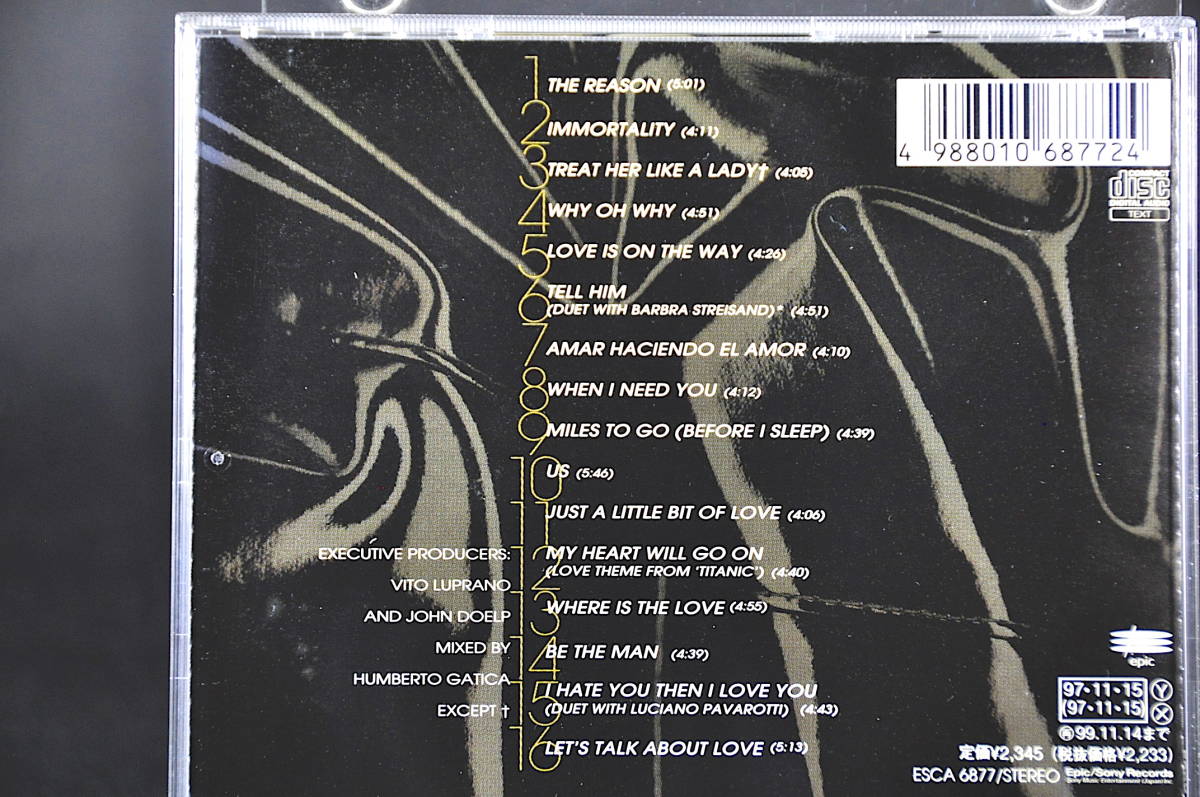 1 THE REASON (5:01)
2 IMMORTALITY (4:11)
3 TREAT HER LIKE A LADY† (4:05)
4 WHY OH WHY (4:51)
5 LOVE IS ON THE WAY (4:26)
6 TELL HIM
(DUET WITH BARBRA STREISAND)* (4:51)
7 AMAR HACIENDO EL AMOR (4:10)
8 WHEN I NEED YOU (4:12)
9 MILES TO GO (BEFORE I SLEEP) (4:39)
10 US (5:46)
11 JUST A LITTLE BIT OF LOVE (4:06)
12 MY HEART WILL GO ON
(LOVE THEME FROM 'TITANIC') (4:40)
13 WHERE IS THE LOVE (4:55)
14 BE THE MAN (4:39)
15 I HATE YOU THEN I LOVE YOU
(DUET WITH LUCIANO PAVAROTTI) (4:43)
16 LET'S TALK ABOUT LOVE (5:13)
EXECUTIVE PRODUCERS:
VITO LUPRANO
AND JOHN DOELP
MIXED BY
HUMBERTO GATICA
EXCEPT †
4 988010 687724
COMPACT
disc
DIGITAL AUDIO
TEXT
epic
97・11・15 Ⓨ
(97・11・15) Ⓧ
Ⓡ99.11.14まで
定価¥2,345 (税抜価格¥2,233)
ESCA 6877/STEREO Epic/Sony Records
Sony Music Entertainment (Japan) Inc.